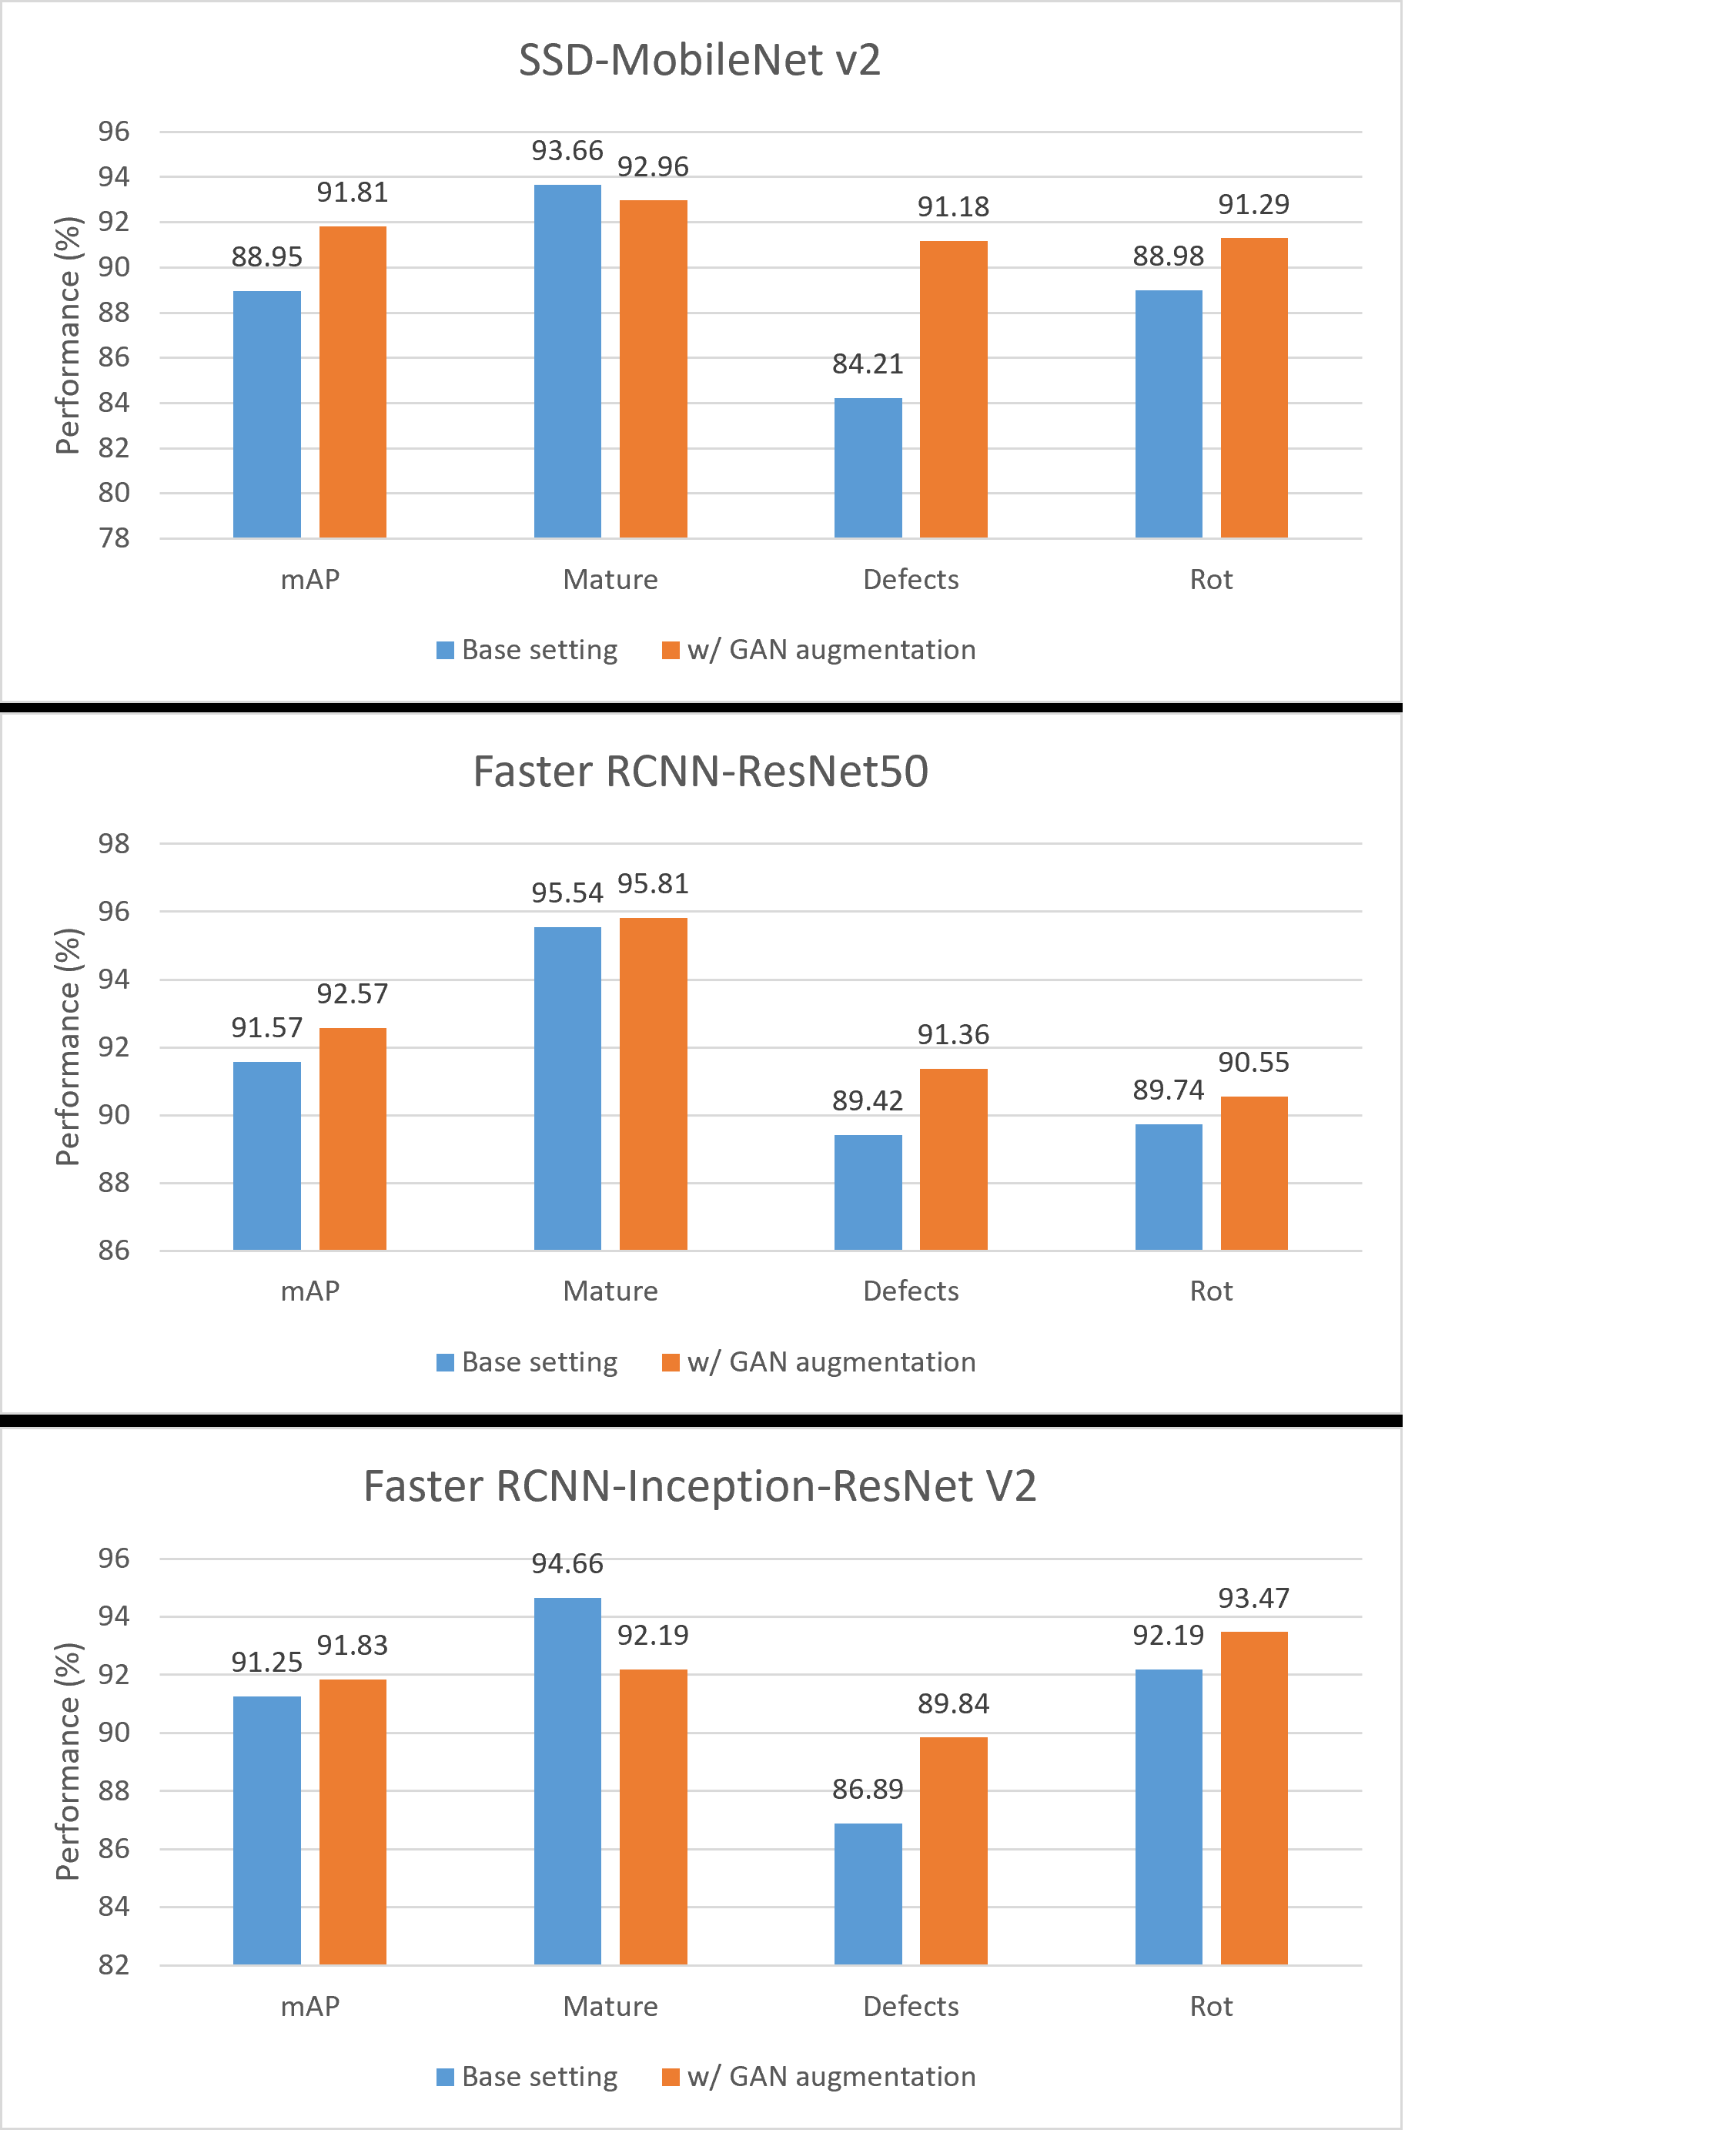 SSD-MobileNet v2
Performance (%)
96
94
92
90
88
86
84
82
80
78
88.95
91.81
93.66
92.96
84.21
91.18
88.98
91.29
mAP
Mature
Defects
Rot
Base setting
w/ GAN augmentation
Faster RCNN-ResNet50
Performance (%)
98
96
94
92
90
88
86
91.57
92.57
95.54
95.81
89.42
91.36
89.74
90.55
mAP
Mature
Defects
Rot
Base setting
w/ GAN augmentation
Faster RCNN-Inception-ResNet V2
Performance (%)
96
94
92
90
88
86
84
82
91.25
91.83
94.66
92.19
86.89
89.84
92.19
93.47
mAP
Mature
Defects
Rot
Base setting
w/ GAN augmentation